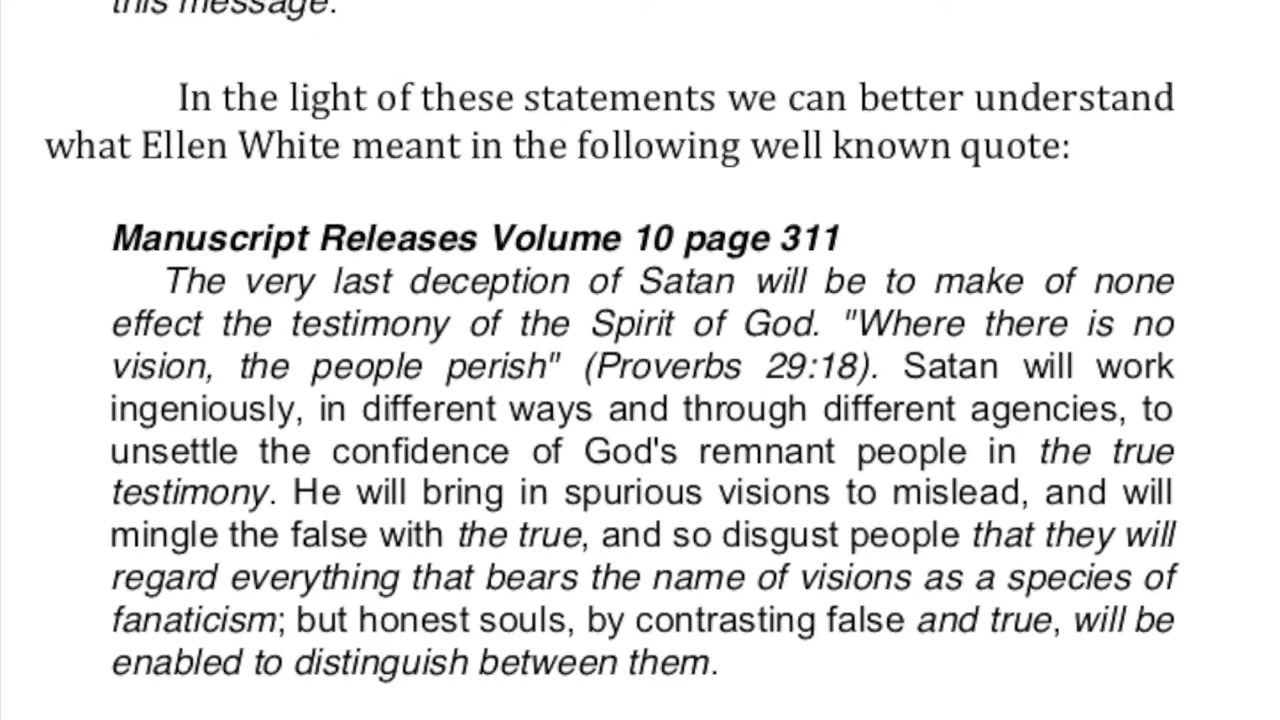 this message.
In the light of these statements we can better understand
what Ellen White meant in the following well known quote:
Manuscript Releases Volume 10 page 311
The very last deception of Satan will be to make of none
effect the testimony of the Spirit of God. "Where there is no
vision, the people perish" (Proverbs 29:18). Satan will work
ingeniously, in different ways and through different agencies, to
unsettle the confidence of God's remnant people in the true
testimony. He will bring in spurious visions to mislead, and will
mingle the false with the true, and so disgust people that they will
regard everything that bears the name of visions as a species of
fanaticism; but honest souls, by contrasting false and true, will be
enabled to distinguish between them.